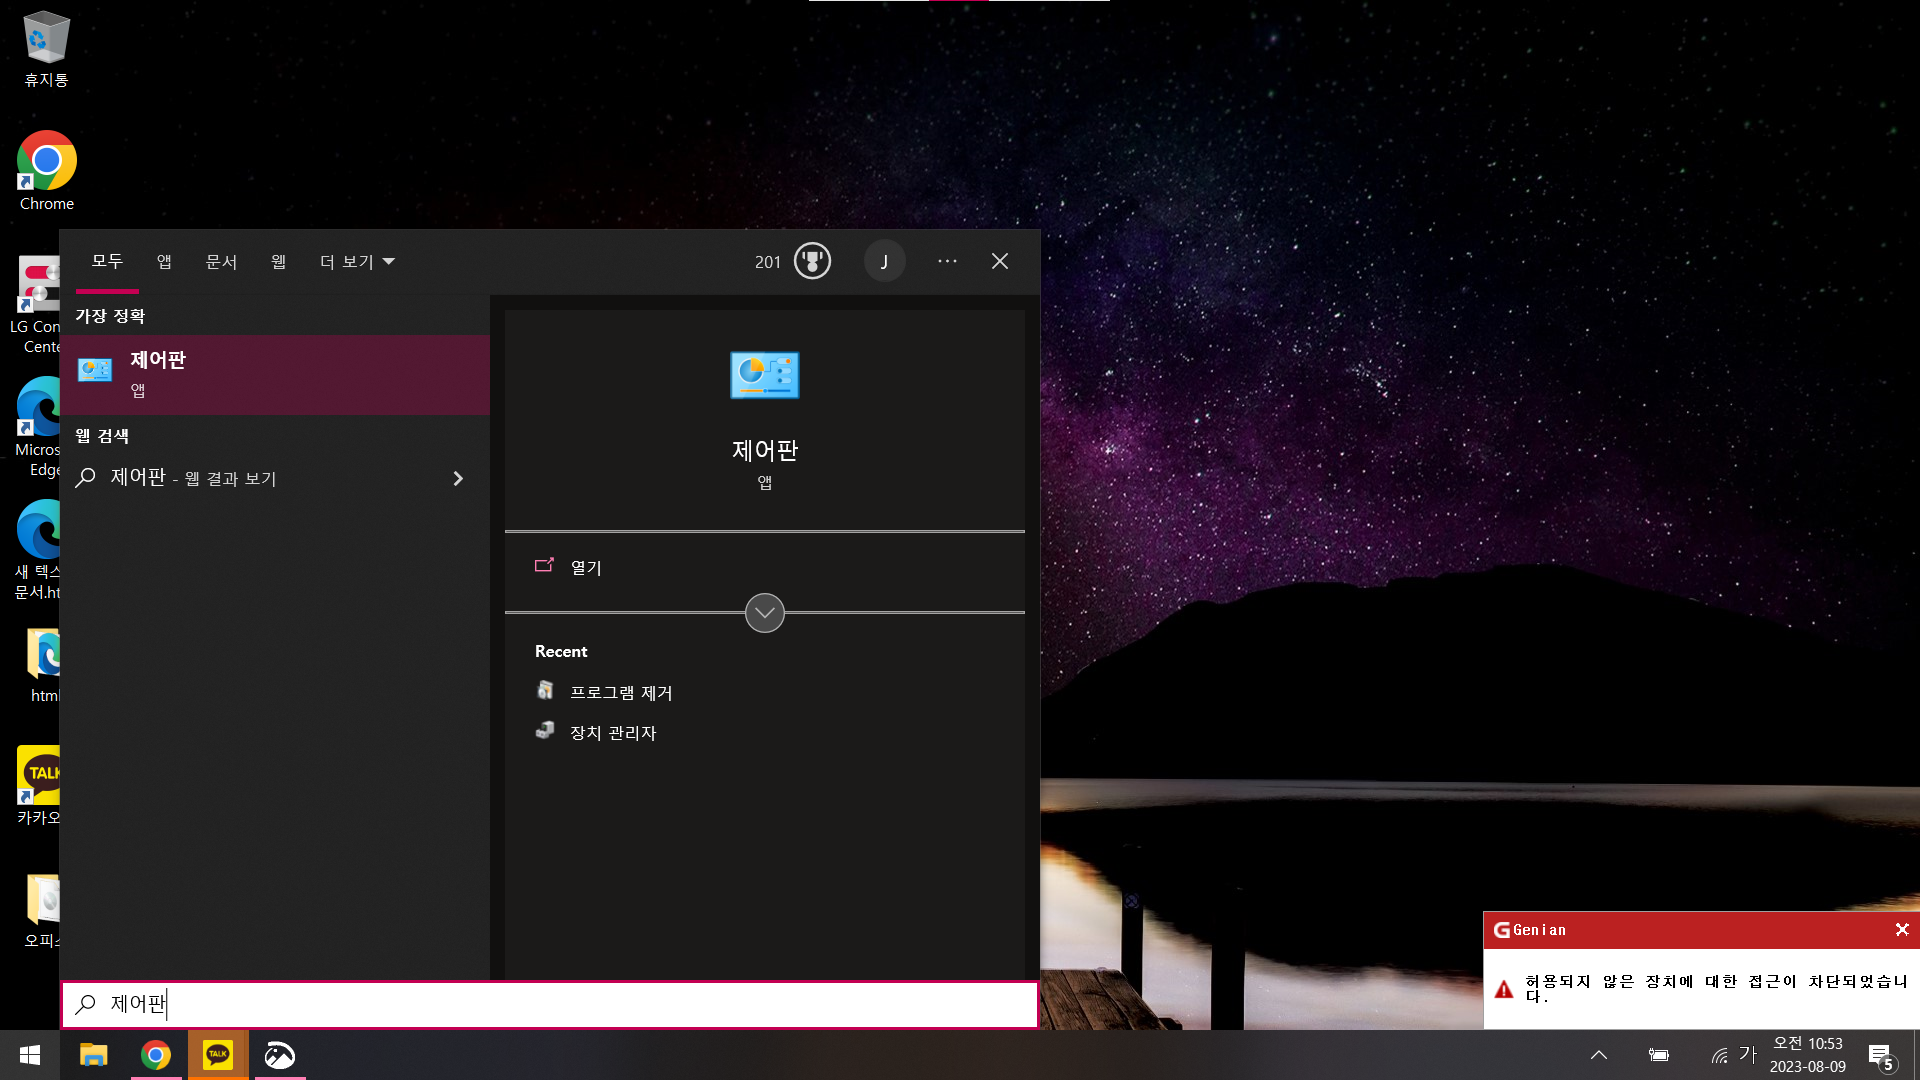 휴지통
Chrome
LG Con
Cente
Micros
Edge
새 텍스
문서.ht
html
TALK
카카오
오피스
모두
앱
문서
웹
더 보기
201
J
가장 정확
제어판
앱
웹 검색
제어판 - 웹 결과 보기
제어판
앱
열기
Recent
프로그램 제거
장치 관리자
제어판
G Genian
허용되지 않은 장치에 대한 접근이 차단되었습니
다.
TALK
가
오전 10:53
2023-08-09
5